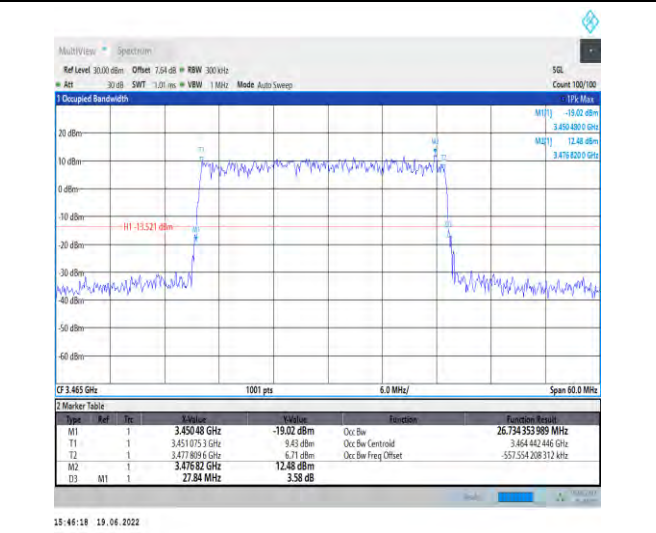 MultiView Spectrum
Ref Level 30.00 dBm Offset 7.64 dB RBW 300 kHz SGL
Att 30 dB SWT 1.01 ms VBW 1 MHz Mode Auto Sweep Count 100/100
1 Occupied Bandwidth 1Pk Max
M1[1] -19.02 dBm
3.450 480 0 GHz
20 dBm M2[1] 12.48 dBm
3.476 820 0 GHz
10 dBm
0 dBm
-10 dBm
H1 -13.521 dBm
-20 dBm
-30 dBm
-40 dBm
-50 dBm
-60 dBm
CF 3.465 GHz 1001 pts 6.0 MHz/ Span 60.0 MHz
2 Marker Table
Type Ref Trc X-Value Y-Value Function Function Result
M1 1 3.450 48 GHz -19.02 dBm Occ Bw 26.734 353 989 MHz
T1 1 3.451 075 3 GHz 9.43 dBm Occ Bw Centroid 3.464 442 446 GHz
T2 1 3.477 809 6 GHz 6.71 dBm Occ Bw Freq Offset -557.554 208 312 kHz
M2 1 3.476 82 GHz 12.48 dBm
D3 M1 1 27.84 MHz 3.58 dB
15:46:18 19.06.2022